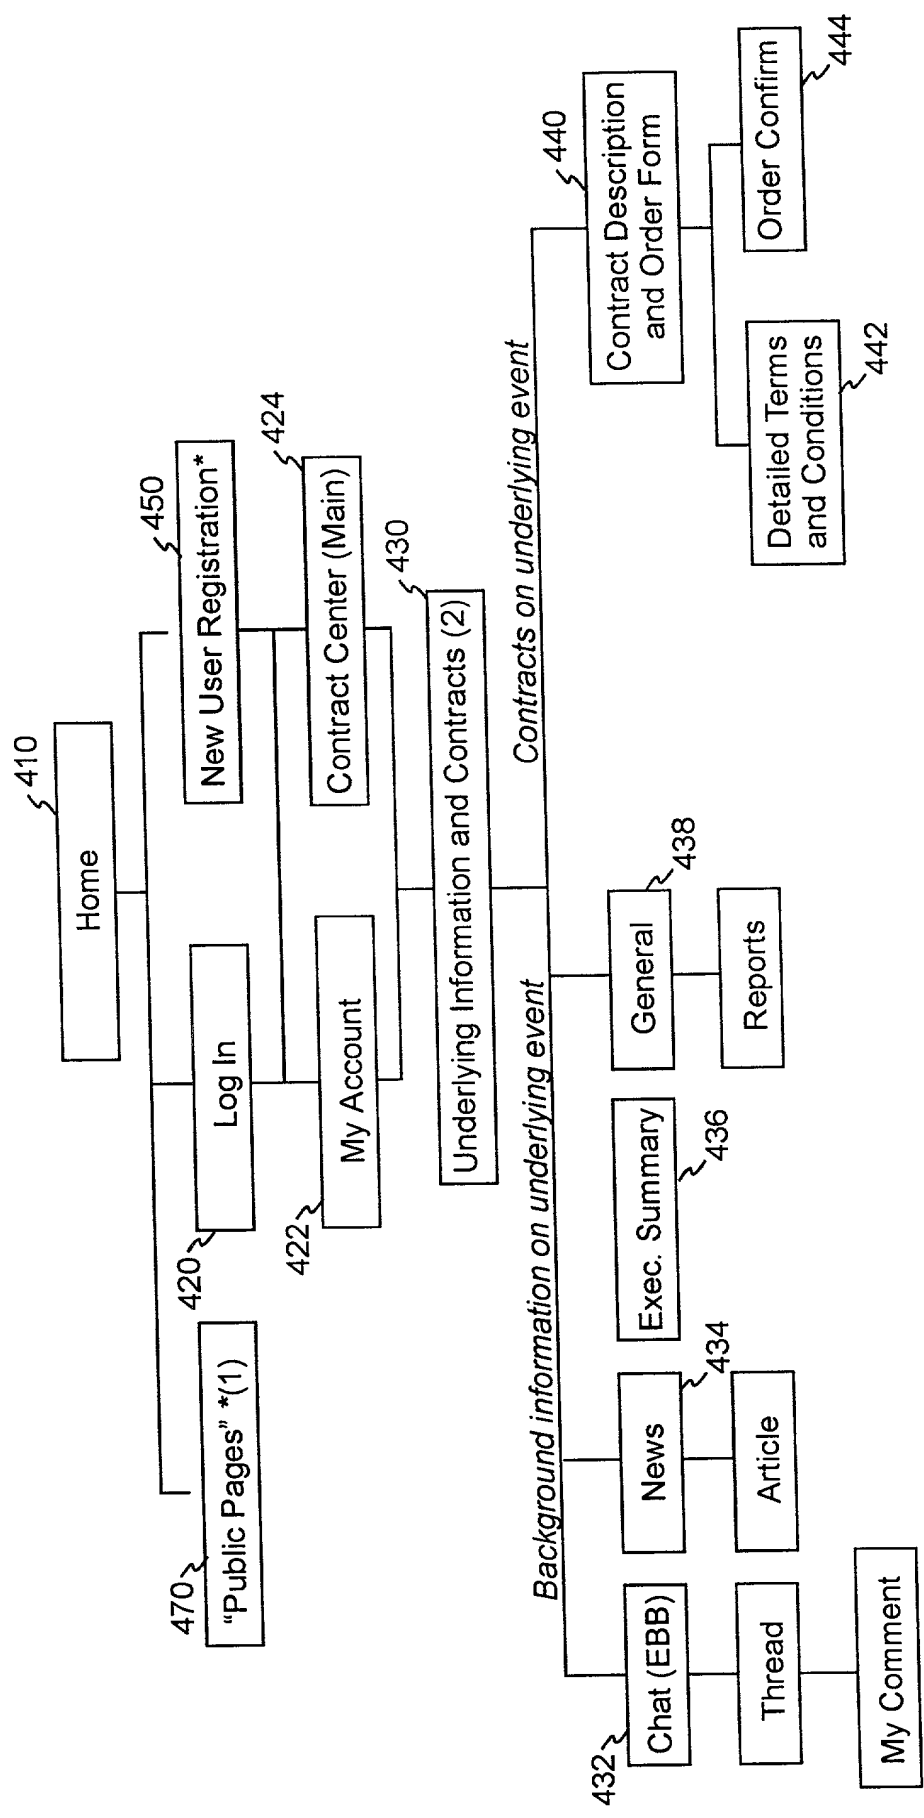 410
Home
470
"Public Pages" *(1)
420
Log In
450
New User Registration*
422
My Account
424
Contract Center (Main)
430
Underlying Information and Contracts (2)
Background information on underlying event
Contracts on underlying event
432
Chat (EBB)
Thread
My Comment
News
434
Article
Exec. Summary
436
General
438
Reports
440
Contract Description
and Order Form
Detailed Terms
and Conditions
442
Order Confirm
444